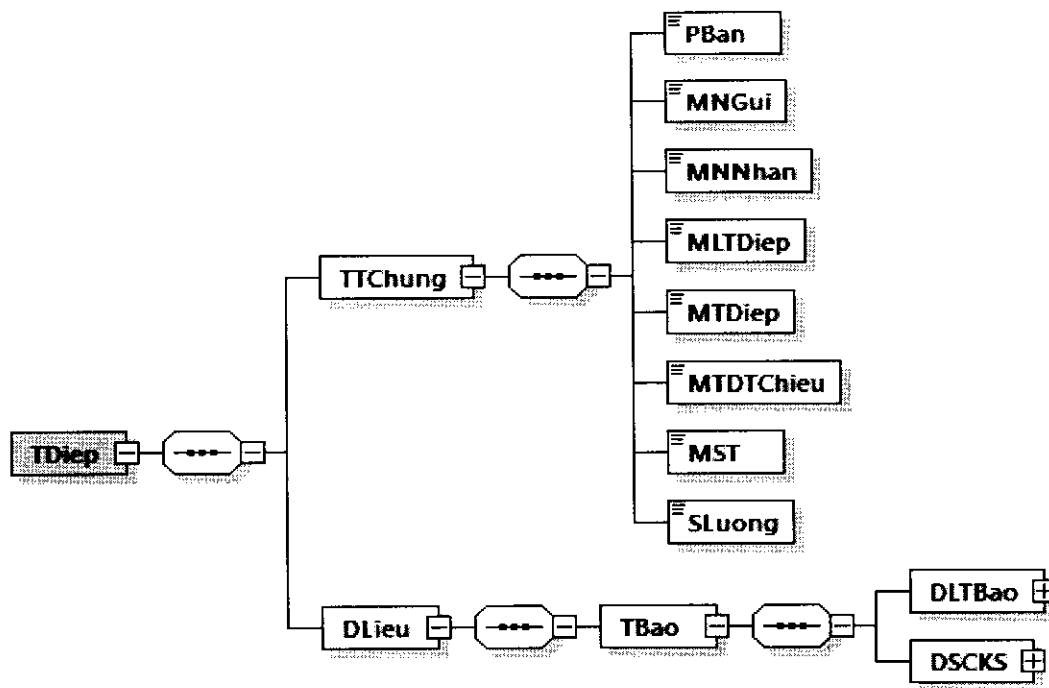 PBan
MNGui
MNNhan
MLTDiep
TTChung
MTDiep
MTDTChieu
TDiep
MST
SLuong
DLieu
TBao
DLTBao
DSCKS